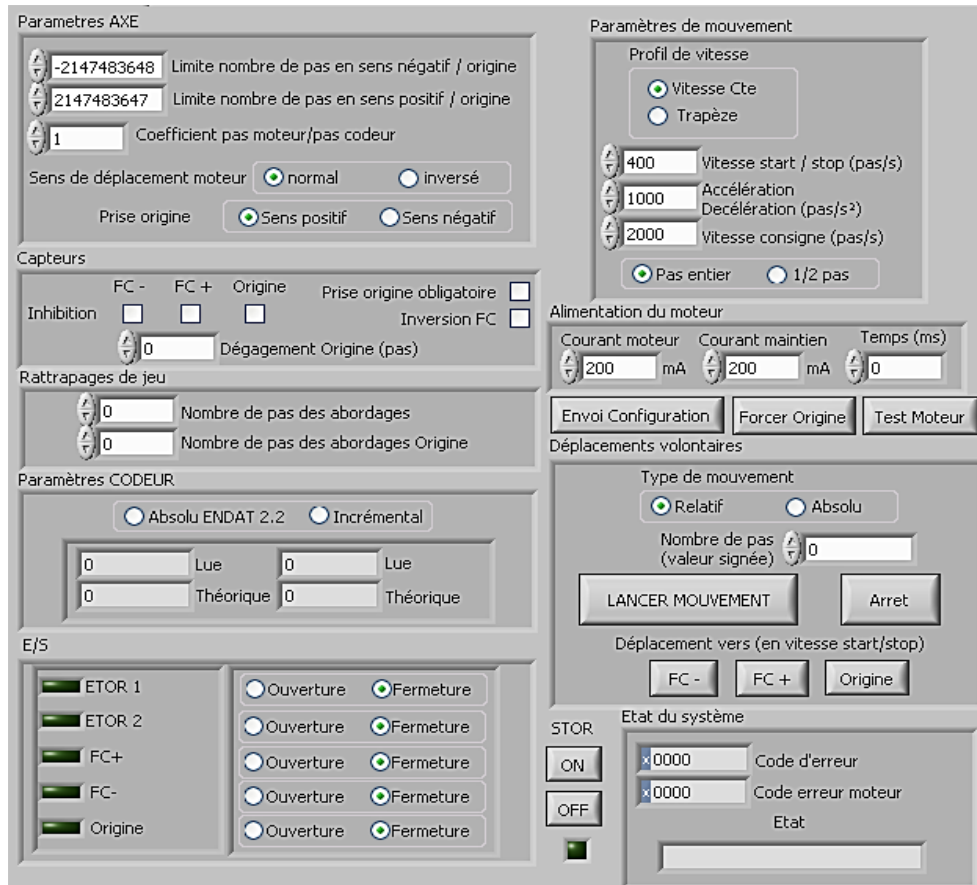 Parametres AXE
-2147483648 Limite nombre de pas en sens négatif / origine
2147483647 Limite nombre de pas en sens positif / origine
1 Coefficient pas moteur/pas codeur
Sens de déplacement moteur normal inversé
Prise origine Sens positif Sens négatif
Capteurs
FC - FC + Origine
Inhibition
Prise origine obligatoire
Inversion FC
0 Dégagement Origine (pas)
Rattrapages de jeu
0 Nombre de pas des abordages
0 Nombre de pas des abordages Origine
Paramètres CODEUR
Absolu ENDAT 2.2 Incrémental
0 Lue 0 Lue
0 Théorique 0 Théorique
E/S
ETOR 1 Ouverture Fermeture
ETOR 2 Ouverture Fermeture
FC+ Ouverture Fermeture
FC- Ouverture Fermeture
Origine Ouverture Fermeture
Paramètres de mouvement
Profil de vitesse
Vitesse Cte
Trapèze
400 Vitesse start / stop (pas/s)
1000 Accélération
Decélération (pas/s²)
2000 Vitesse consigne (pas/s)
Pas entier 1/2 pas
Alimentation du moteur
Courant moteur Courant maintien Temps (ms)
200 mA 200 mA 0
Envoi Configuration Forcer Origine Test Moteur
Déplacements volontaires
Type de mouvement
Relatif Absolu
Nombre de pas
(valeur signée) 0
LANCER MOUVEMENT Arret
Déplacement vers (en vitesse start/stop)
FC - FC + Origine
STOR
ON
OFF
Etat du système
x0000 Code d'erreur
x0000 Code erreur moteur
Etat